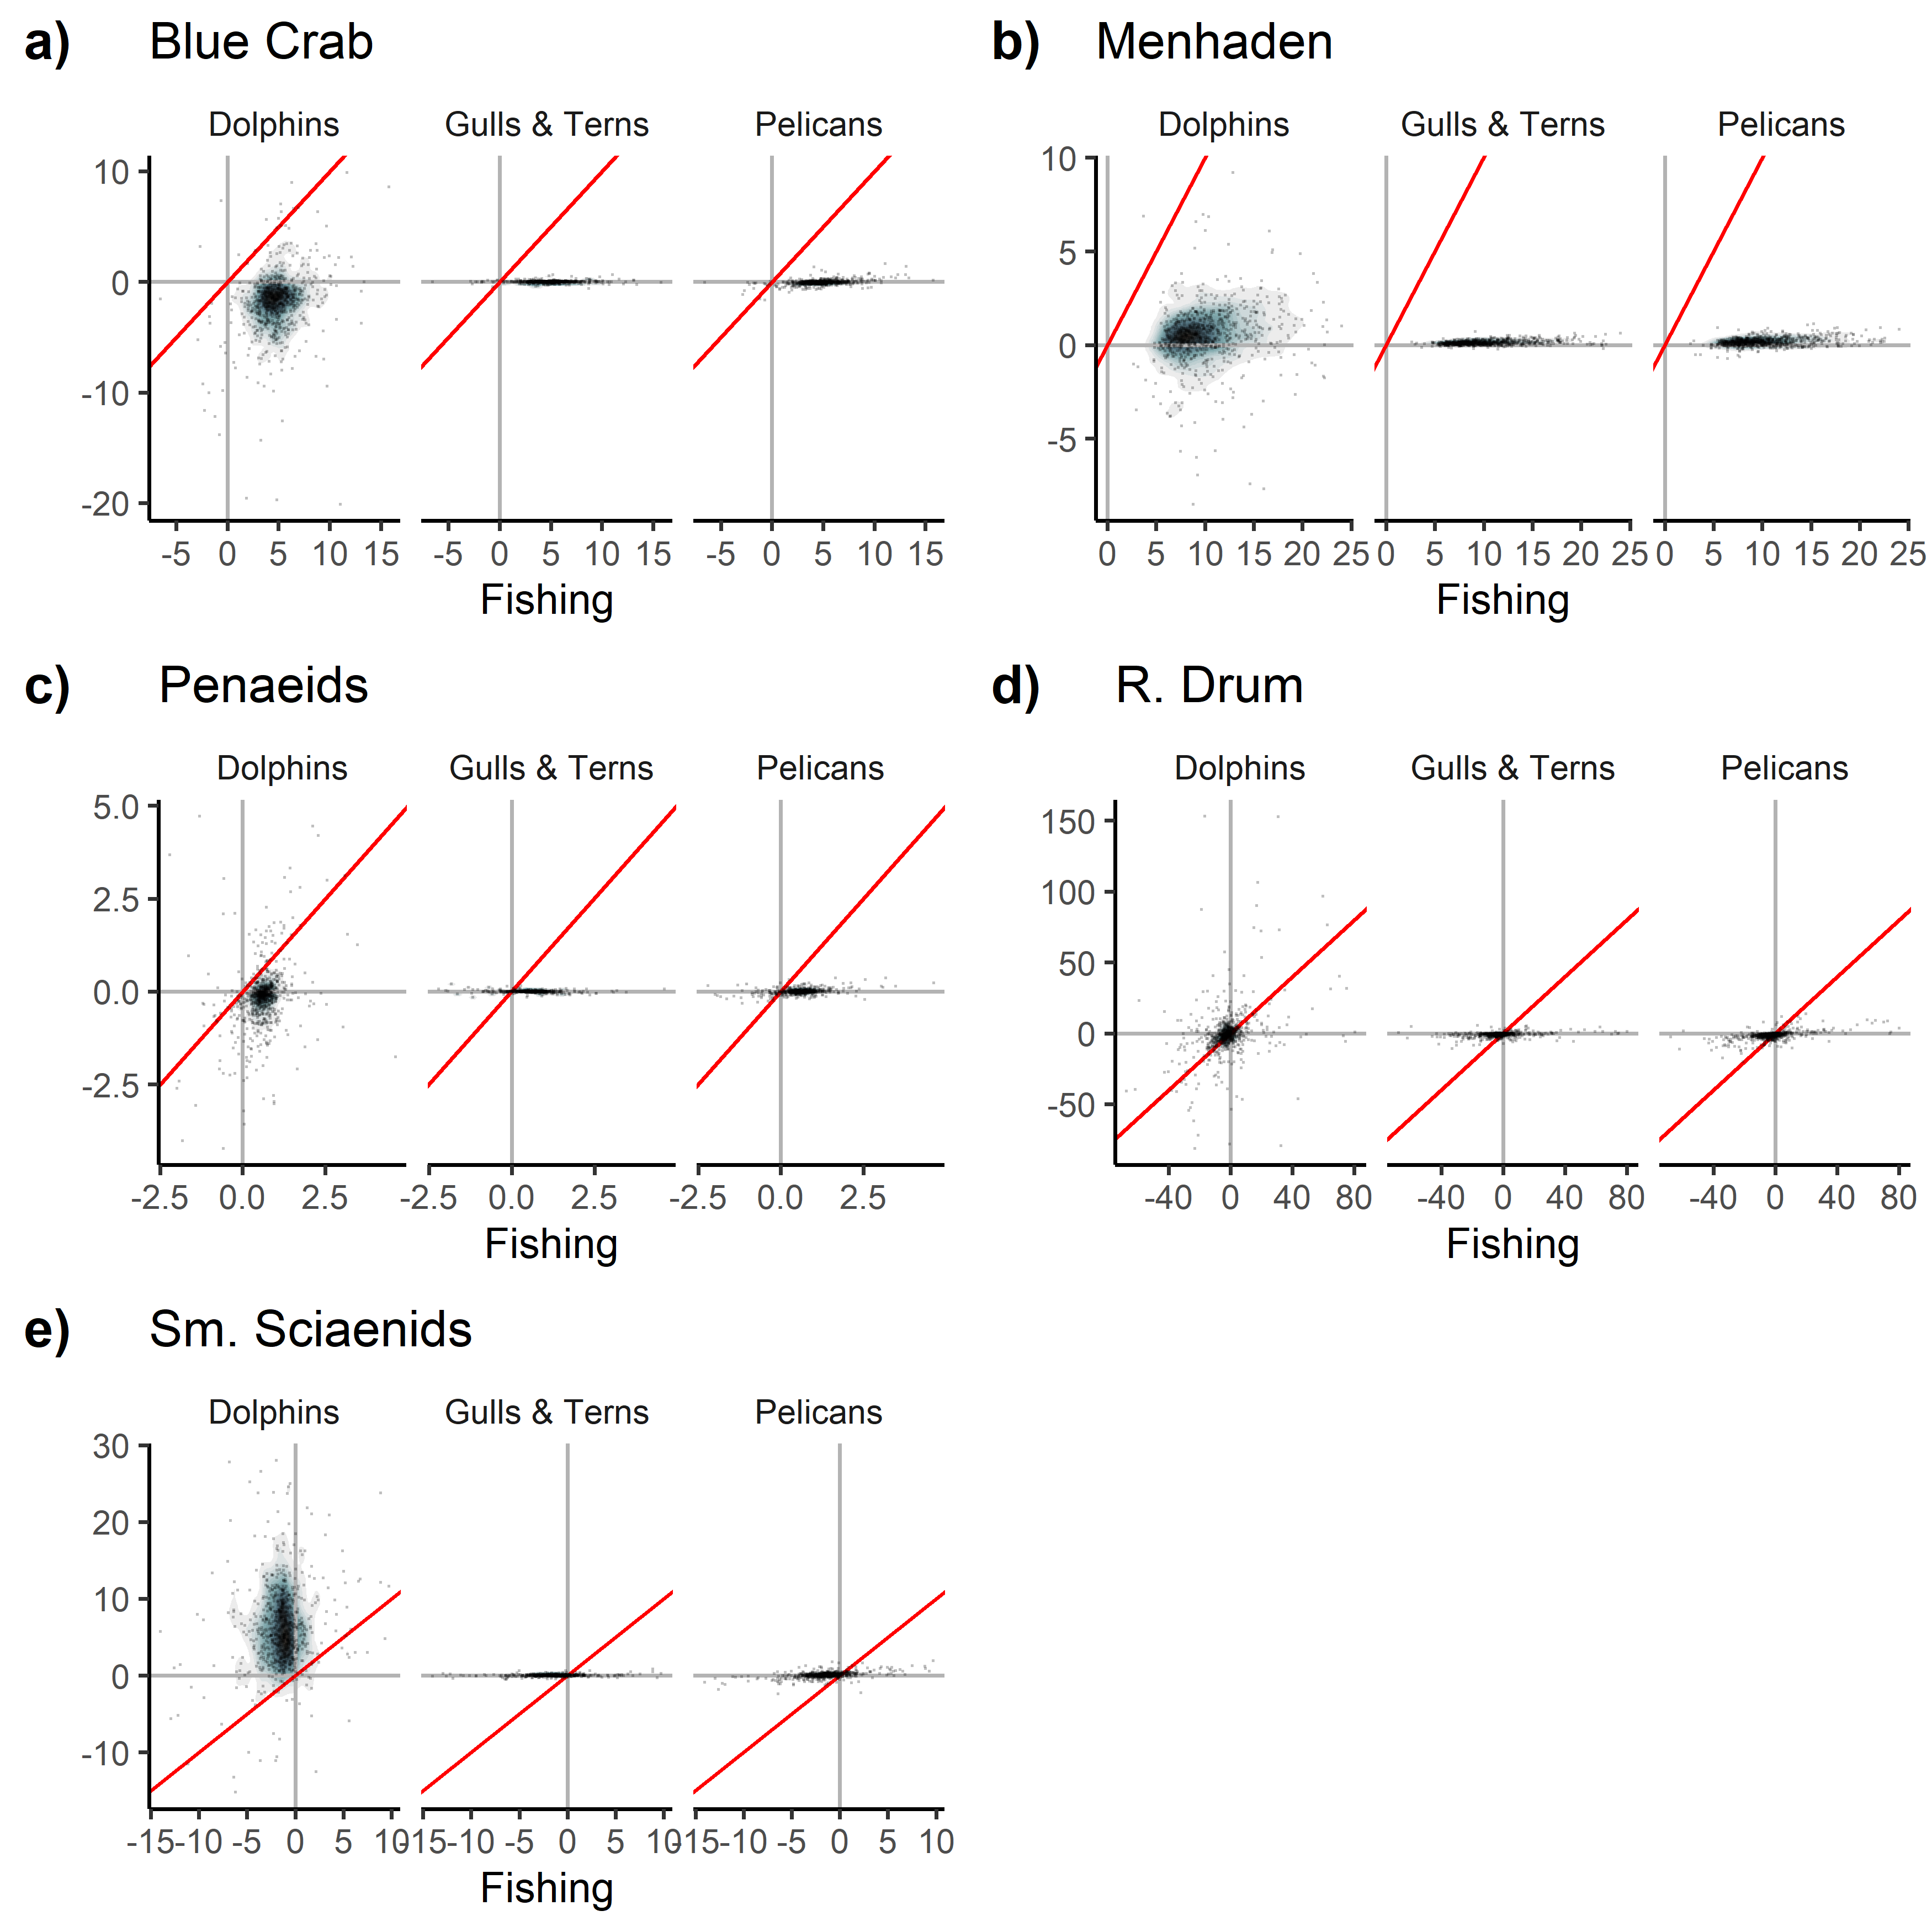 a) Blue Crab
Dolphins Gulls & Terns Pelicans
10
0
-10
-20
-5 0 5 10 15 -5 0 5 10 15 -5 0 5 10 15
Fishing
b) Menhaden
Dolphins Gulls & Terns Pelicans
10
5
0
-5
0 5 10 15 20 25 0 5 10 15 20 25 0 5 10 15 20 25
Fishing
c) Penaeids
Dolphins Gulls & Terns Pelicans
5.0
2.5
0.0
-2.5
-2.5 0.0 2.5 -2.5 0.0 2.5 -2.5 0.0 2.5
Fishing
d) R. Drum
Dolphins Gulls & Terns Pelicans
150
100
50
0
-50
-40 0 40 80 -40 0 40 80 -40 0 40 80
Fishing
e) Sm. Sciaenids
Dolphins Gulls & Terns Pelicans
30
20
10
0
-10
-15 -10 -5 0 5 10 -15 -10 -5 0 5 10 -15 -10 -5 0 5 10
Fishing